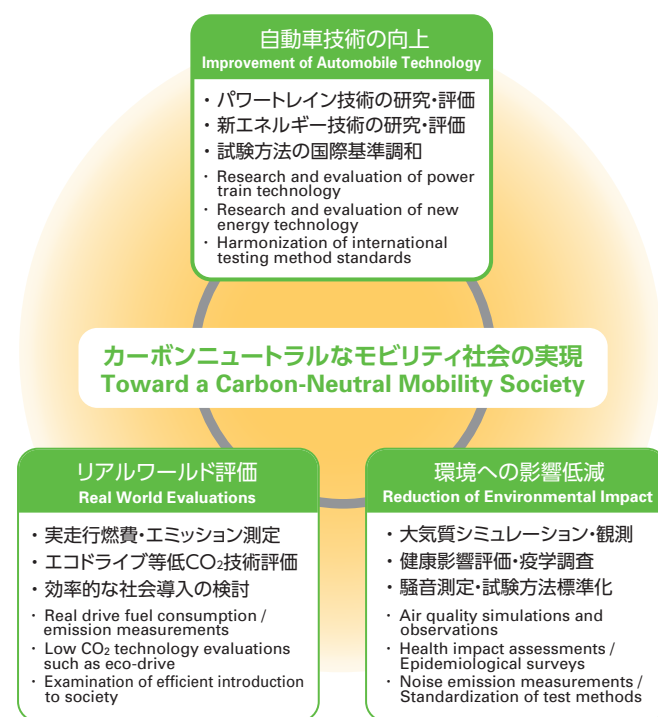 自動車技術の向上
Improvement of Automobile Technology
・パワートレイン技術の研究・評価
・新エネルギー技術の研究・評価
・試験方法の国際基準調和
・Research and evaluation of power
train technology
・Research and evaluation of new
energy technology
・Harmonization of international
testing method standards
カーボンニュートラルなモビリティ社会の実現
Toward a Carbon-Neutral Mobility Society
リアルワールド評価
Real World Evaluations
・実走行燃費・エミッション測定
・エコドライブ等低CO₂技術評価
・効率的な社会導入の検討
・Real drive fuel consumption /
emission measurements
・Low CO₂ technology evaluations
such as eco-drive
・Examination of efficient introduction
to society
環境への影響低減
Reduction of Environmental Impact
・大気質シミュレーション・観測
・健康影響評価・疫学調査
・騒音測定・試験方法標準化
・Air quality simulations and
observations
・Health impact assessments /
Epidemiological surveys
・Noise emission measurements /
Standardization of test methods